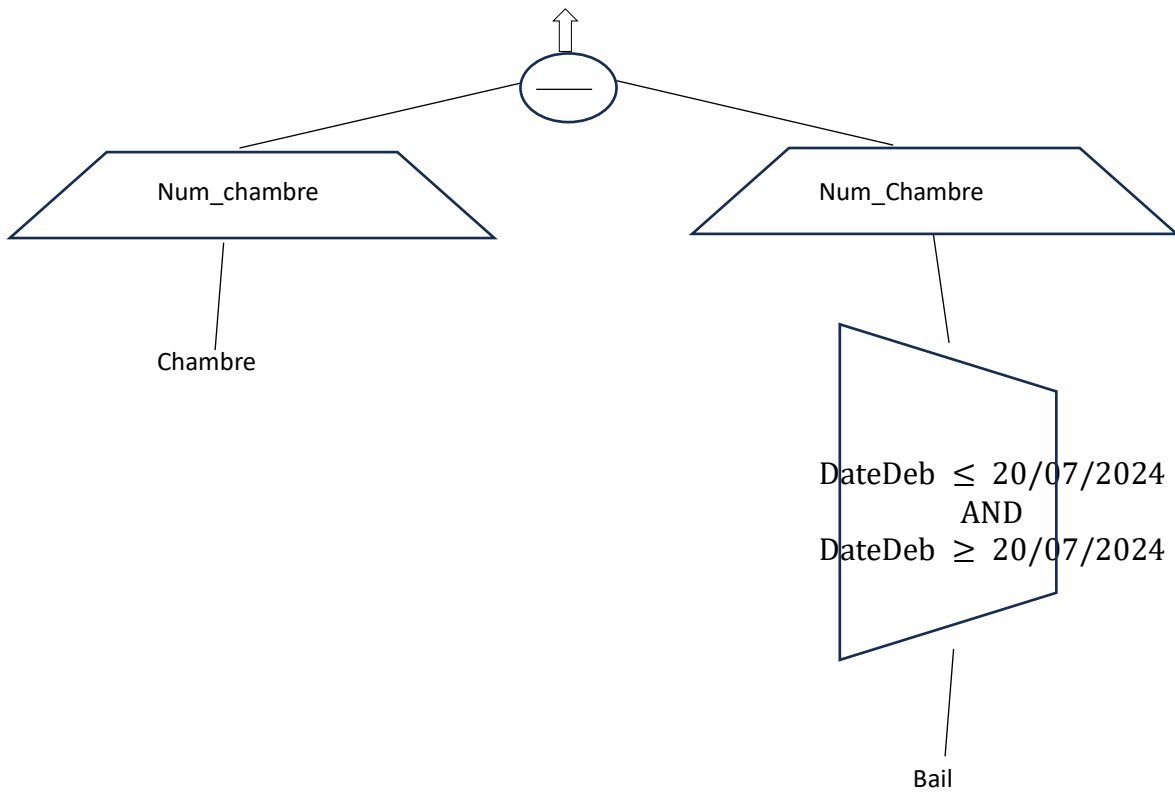 Num_chambre
Num_Chambre
Chambre
DateDeb ≤ 20/07/2024
AND
DateDeb ≥ 20/07/2024
Bail